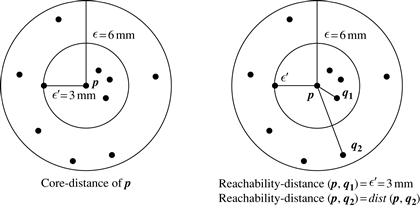 ϵ=6 mm
p
ϵ′=3 mm
Core-distance of p
ϵ=6 mm
ϵ′
p
q1
q2
Reachability-distance (p, q1)=ϵ′=3 mm
Reachability-distance (p, q2)=dist (p, q2)